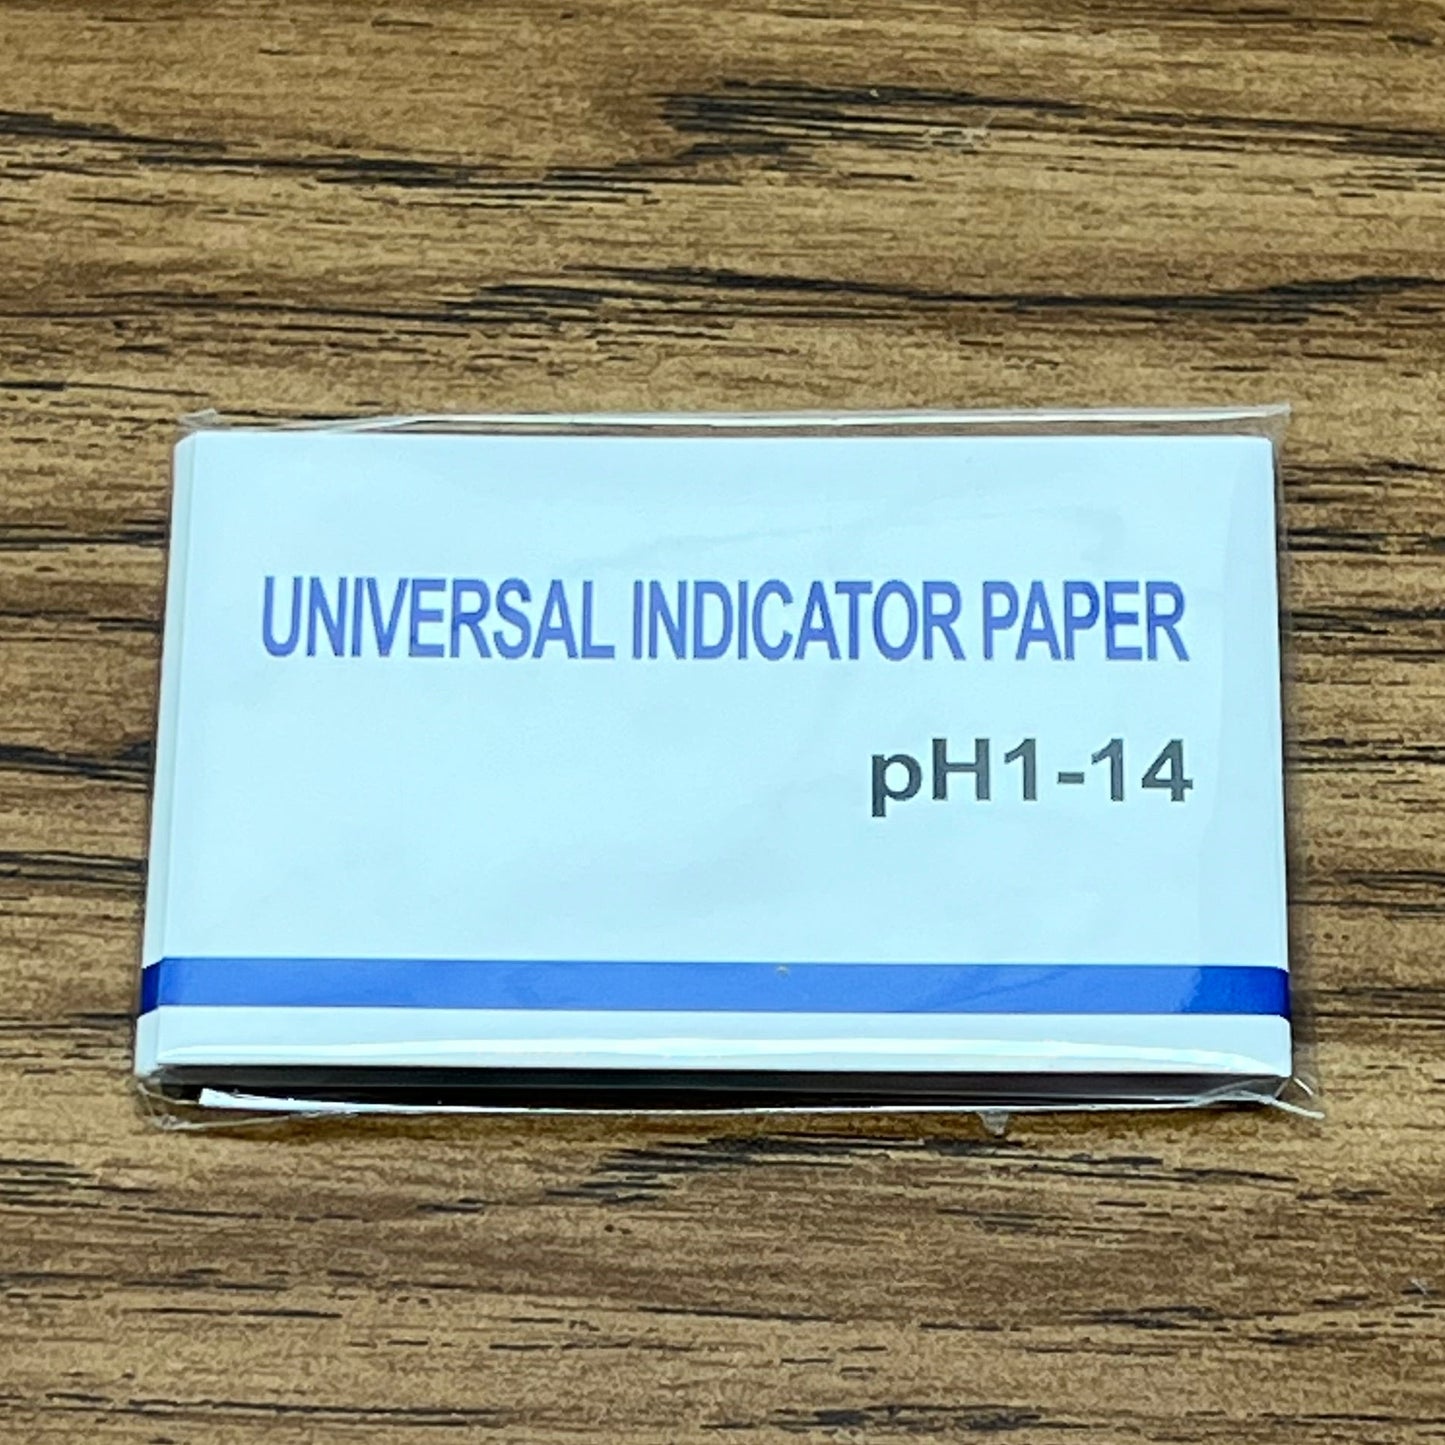 UNIVERSAL INDICATOR PAPER
pH1-14